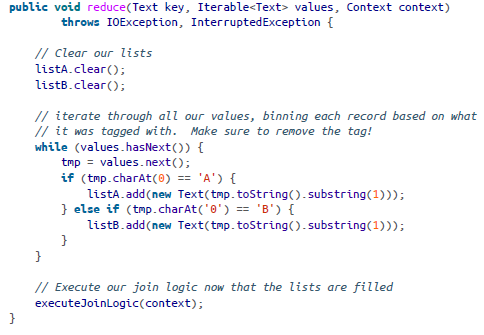 public void reduce(Text key, Iterable<Text> values, Context context)
        throws IOException, InterruptedException {

    // Clear our lists
    listA.clear();
    listB.clear();

    // iterate through all our values, binning each record based on what
    // it was tagged with.  Make sure to remove the tag!
    while (values.hasNext()) {
        tmp = values.next();
        if (tmp.charAt(0) == 'A') {
            listA.add(new Text(tmp.toString().substring(1)));
        } else if (tmp.charAt('0') == 'B') {
            listB.add(new Text(tmp.toString().substring(1)));
        }
    }

    // Execute our join logic now that the lists are filled
    executeJoinLogic(context);
}